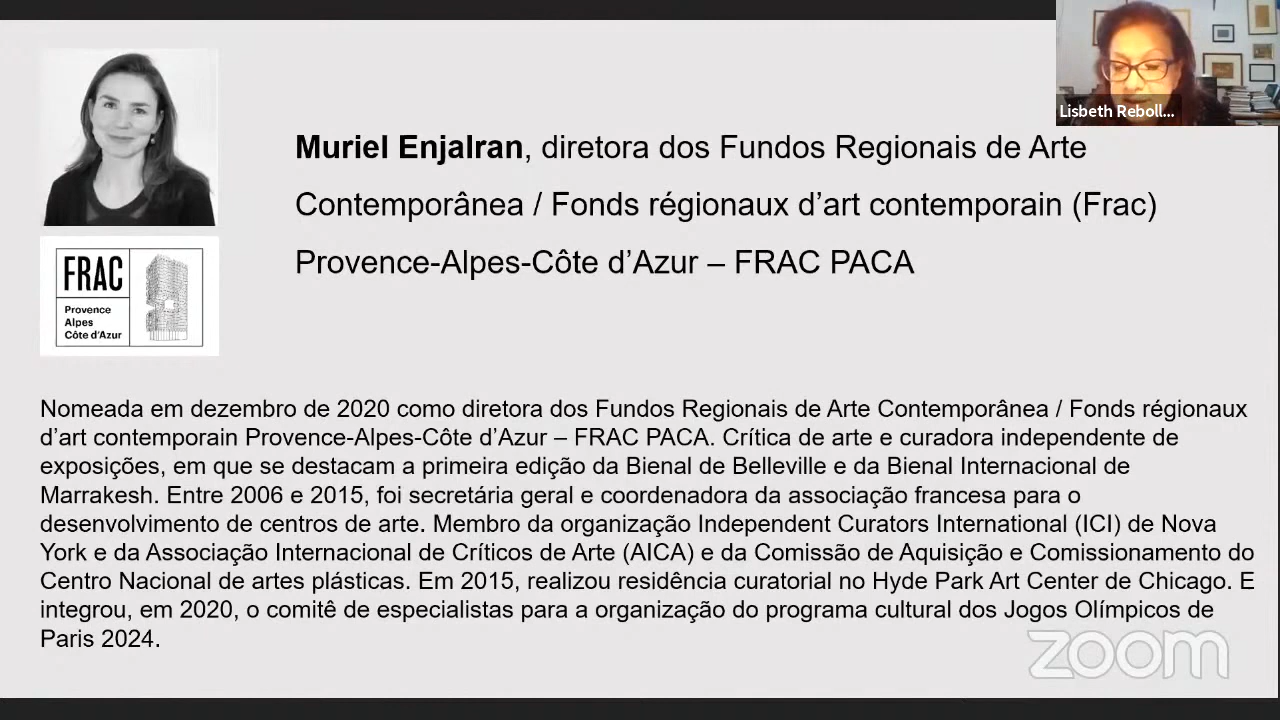 Lisbeth Reboll...
Muriel Enjalran, diretora dos Fundos Regionais de Arte
Contemporânea / Fonds régionaux d’art contemporain (Frac)
Provence-Alpes-Côte d’Azur – FRAC PACA
FRAC
Provence
Alpes
Côte d’Azur
Nomeada em dezembro de 2020 como diretora dos Fundos Regionais de Arte Contemporânea / Fonds régionaux
d’art contemporain Provence-Alpes-Côte d’Azur – FRAC PACA. Crítica de arte e curadora independente de
exposições, em que se destacam a primeira edição da Bienal de Belleville e da Bienal Internacional de
Marrakesh. Entre 2006 e 2015, foi secretária geral e coordenadora da associação francesa para o
desenvolvimento de centros de arte. Membro da organização Independent Curators International (ICI) de Nova
York e da Associação Internacional de Críticos de Arte (AICA) e da Comissão de Aquisição e Comissionamento do
Centro Nacional de artes plásticas. Em 2015, realizou residência curatorial no Hyde Park Art Center de Chicago. E
integrou, em 2020, o comitê de especialistas para a organização do programa cultural dos Jogos Olímpicos de
Paris 2024.
zoom